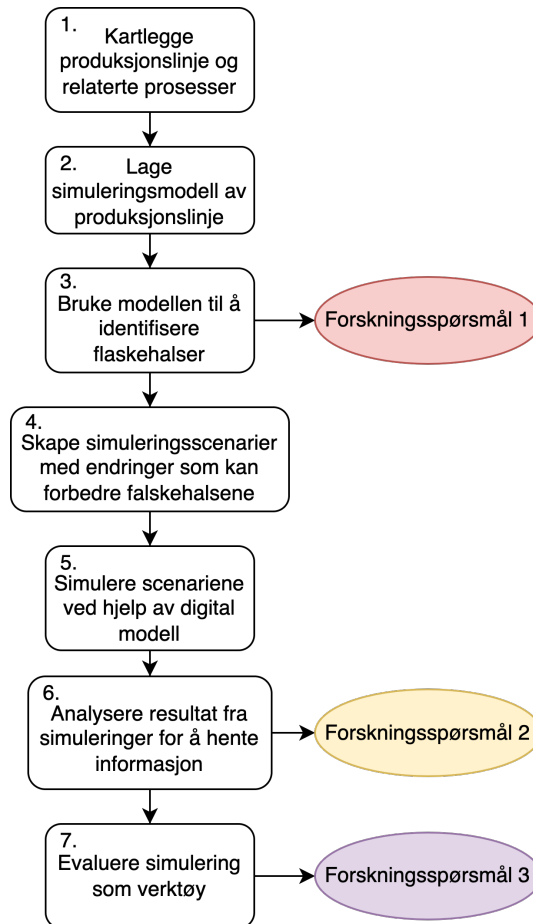 1.
Kartlegge
produksjonslinje og
relaterte prosesser
2.
Lage
simuleringsmodell av
produksjonslinje
3.
Bruke modellen til å
identifisere
flaskehalser
Forskningsspørsmål 1
4.
Skape simuleringsscenarier
med endringer som kan
forbedre falskehalsene
5.
Simulere scenariene
ved hjelp av digital
modell
6.
Analysere resultat fra
simuleringer for å hente
informasjon
Forskningsspørsmål 2
7.
Evaluere simulering
som verktøy
Forskningsspørsmål 3